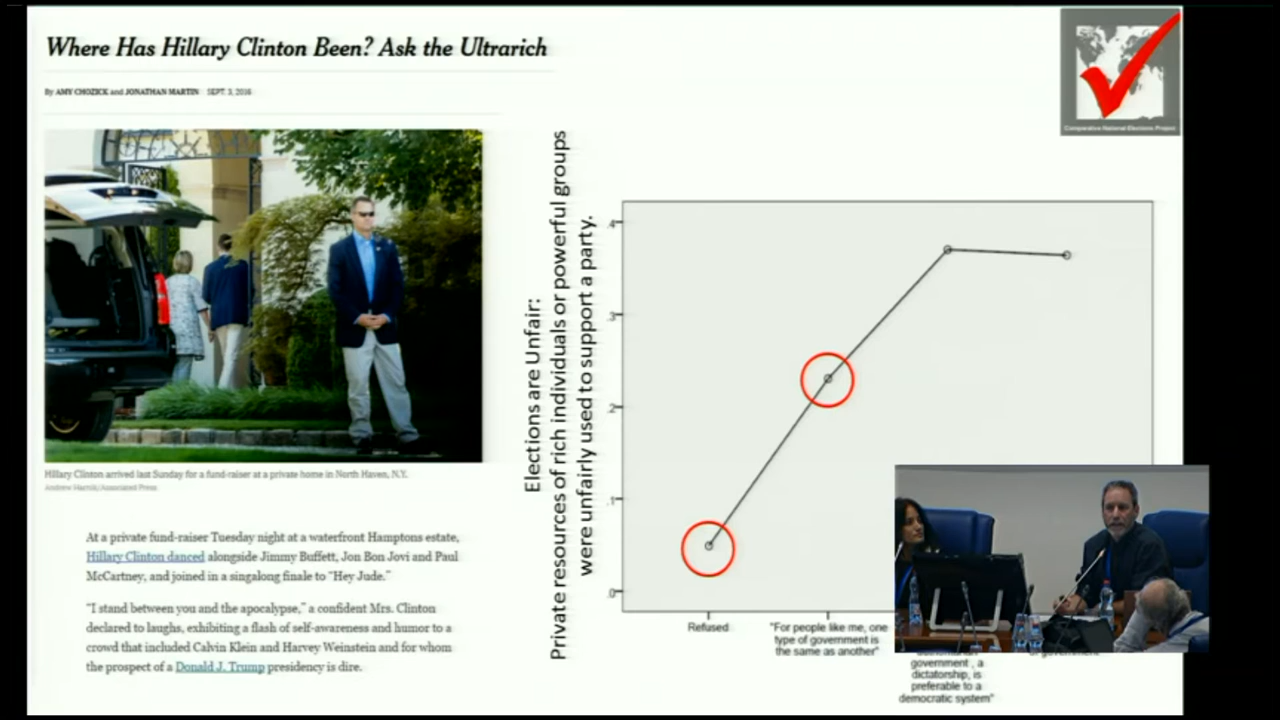 Where Has Hillary Clinton Been? Ask the Ultrarich
By AMY CHOZICK and JONATHAN MARTIN SEPT. 3, 2016
Hillary Clinton arrived last Sunday for a fund-raiser at a private home in North Haven, N.Y.
Andrew Harnik/Associated Press
At a private fund-raiser Tuesday night at a waterfront Hamptons estate,
Hillary Clinton danced alongside Jimmy Buffett, Jon Bon Jovi and Paul
McCartney, and joined in a singalong finale to "Hey Jude."
"I stand between you and the apocalypse," a confident Mrs. Clinton
declared to laughs, exhibiting a flash of self-awareness and humor to a
crowd that included Calvin Klein and Harvey Weinstein and for whom
the prospect of a Donald J. Trump presidency is dire.
Elections are Unfair:
Private resources of rich individuals or powerful groups
were unfairly used to support a party.
Comparative National Elections Project
.4
.3
.2
.1
.0
Refused
"For people like me, one
type of government is
the same as another"
government , a
dictatorship, is
preferable to a
democratic system"